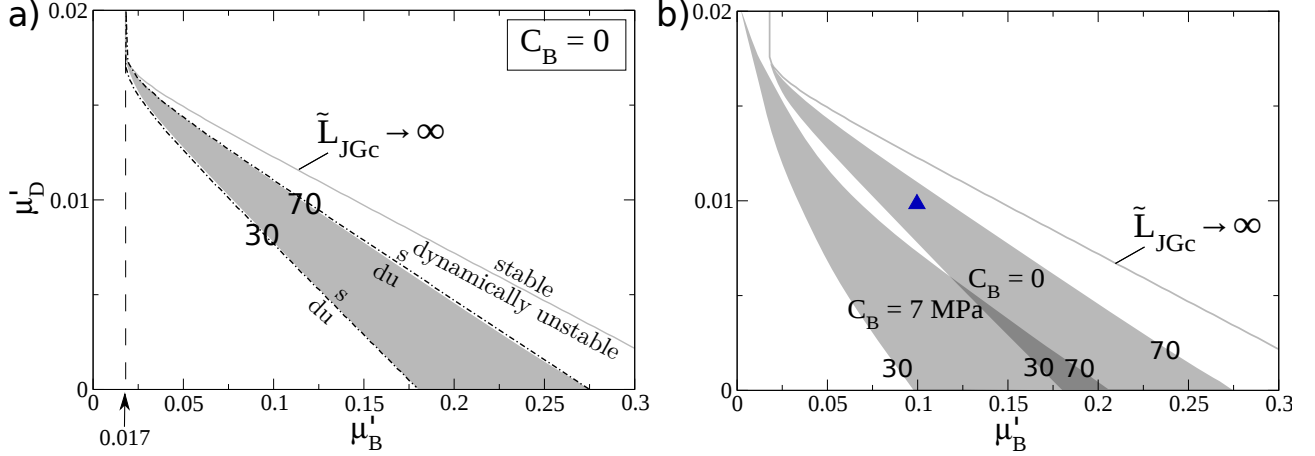 a)
0.02
C_B = 0
L̃_JGc → ∞
μ'_D
0.01
70
30
s
du
s
du
stable
dynamically unstable
0
0
0.05
0.1
0.15
0.2
0.25
0.3
0.017
μ'_B
b)
0.02
0.01
L̃_JGc → ∞
C_B = 0
C_B = 7 MPa
30
30
70
70
0
0
0.05
0.1
0.15
0.2
0.25
0.3
μ'_B